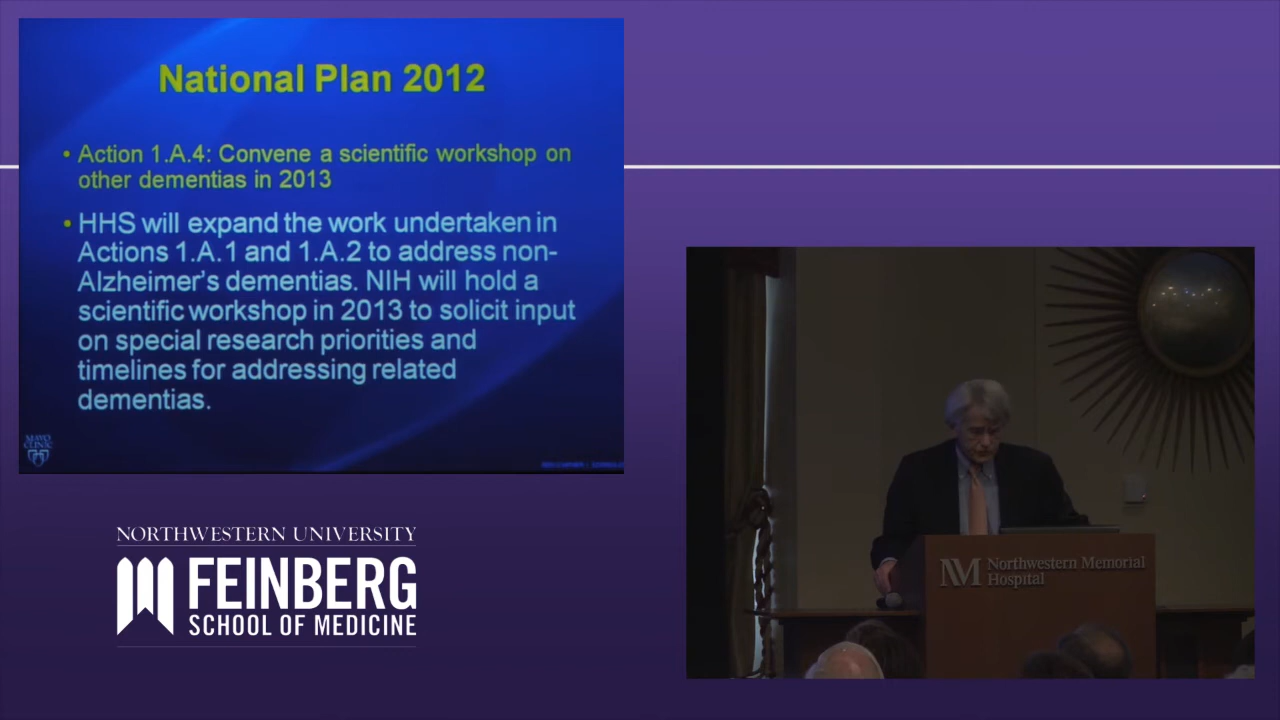 National Plan 2012
• Action 1.A.4: Convene a scientific workshop on
other dementias in 2013
• HHS will expand the work undertaken in
Actions 1.A.1 and 1.A.2 to address non-
Alzheimer's dementias. NIH will hold a
scientific workshop in 2013 to solicit input
on special research priorities and
timelines for addressing related
dementias.
MAYO
CLINIC
NORTHWESTERN UNIVERSITY
FEINBERG
SCHOOL OF MEDICINE
NM Northwestern Memorial
Hospital